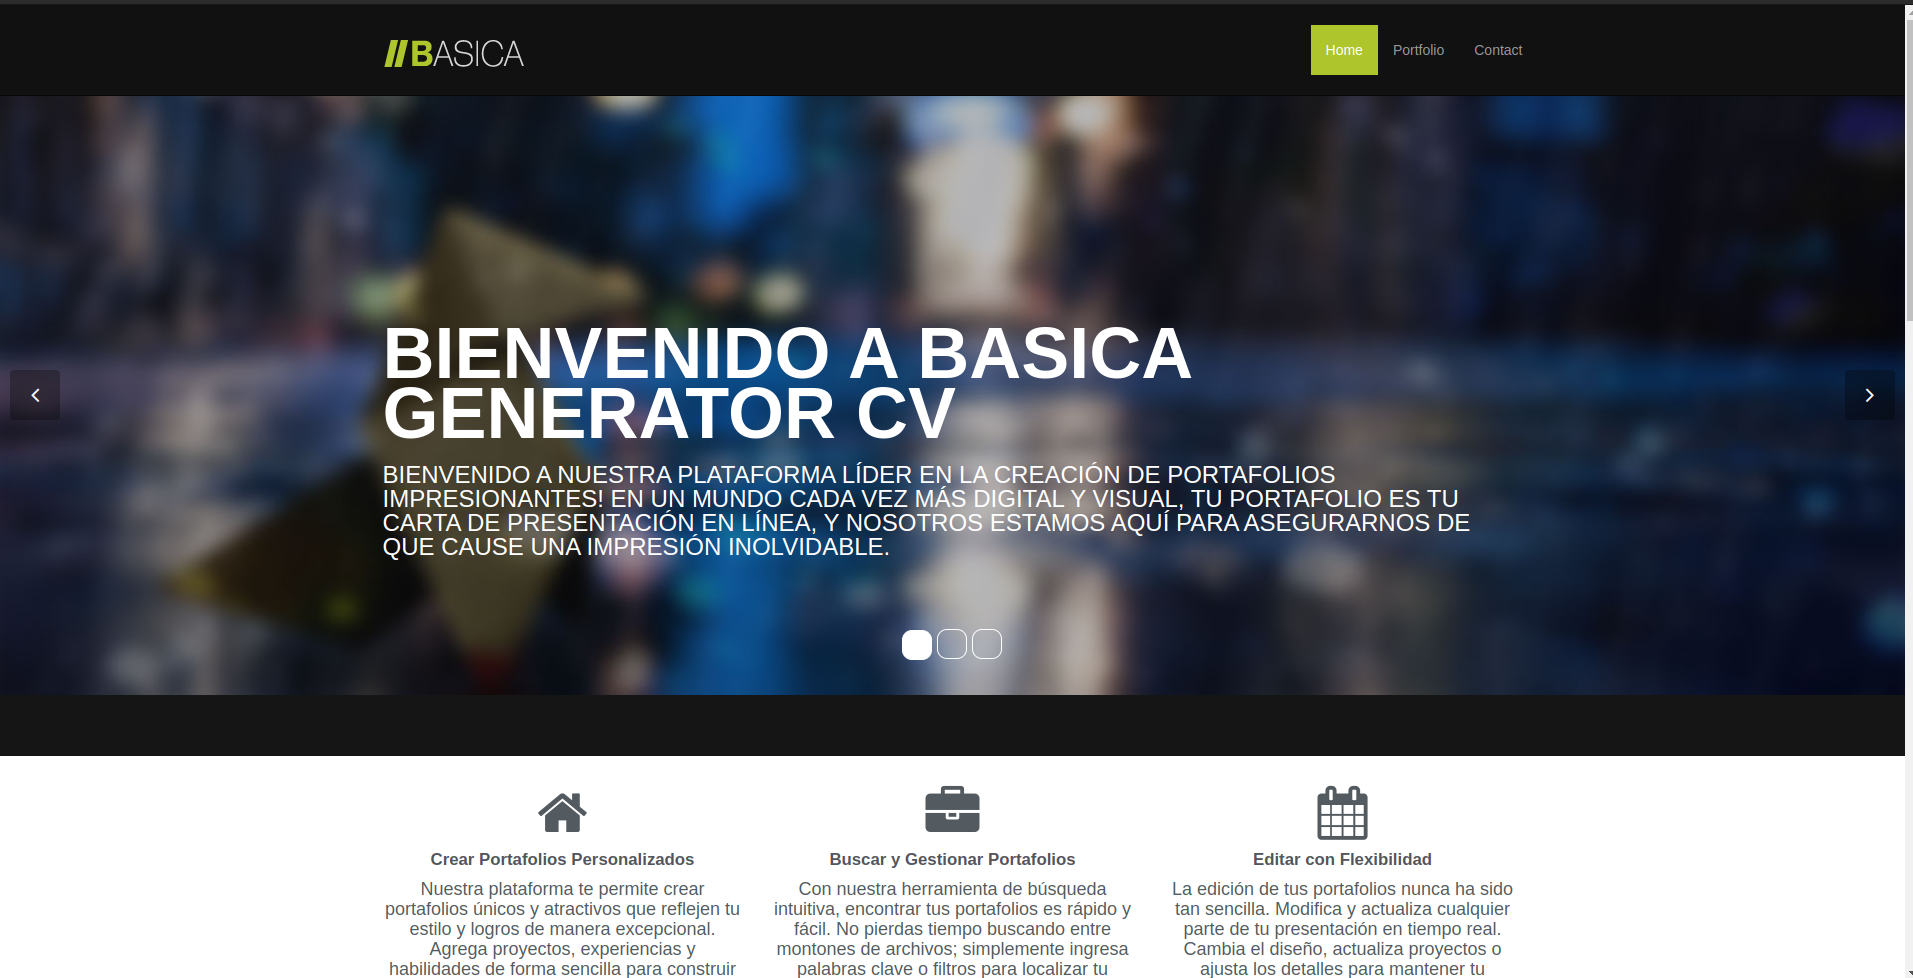 BASICA
Home Portfolio Contact
BIENVENIDO A BASICA
GENERATOR CV
BIENVENIDO A NUESTRA PLATAFORMA LÍDER EN LA CREACIÓN DE PORTAFOLIOS
IMPRESIONANTES! EN UN MUNDO CADA VEZ MÁS DIGITAL Y VISUAL, TU PORTAFOLIO ES TU
CARTA DE PRESENTACIÓN EN LÍNEA, Y NOSOTROS ESTAMOS AQUÍ PARA ASEGURARNOS DE
QUE CAUSE UNA IMPRESIÓN INOLVIDABLE.
Crear Portafolios Personalizados
Nuestra plataforma te permite crear
portafolios únicos y atractivos que reflejen tu
estilo y logros de manera excepcional.
Agrega proyectos, experiencias y
habilidades de forma sencilla para construir
Buscar y Gestionar Portafolios
Con nuestra herramienta de búsqueda
intuitiva, encontrar tus portafolios es rápido y
fácil. No pierdas tiempo buscando entre
montones de archivos; simplemente ingresa
palabras clave o filtros para localizar tu
Editar con Flexibilidad
La edición de tus portafolios nunca ha sido
tan sencilla. Modifica y actualiza cualquier
parte de tu presentación en tiempo real.
Cambia el diseño, actualiza proyectos o
ajusta los detalles para mantener tu